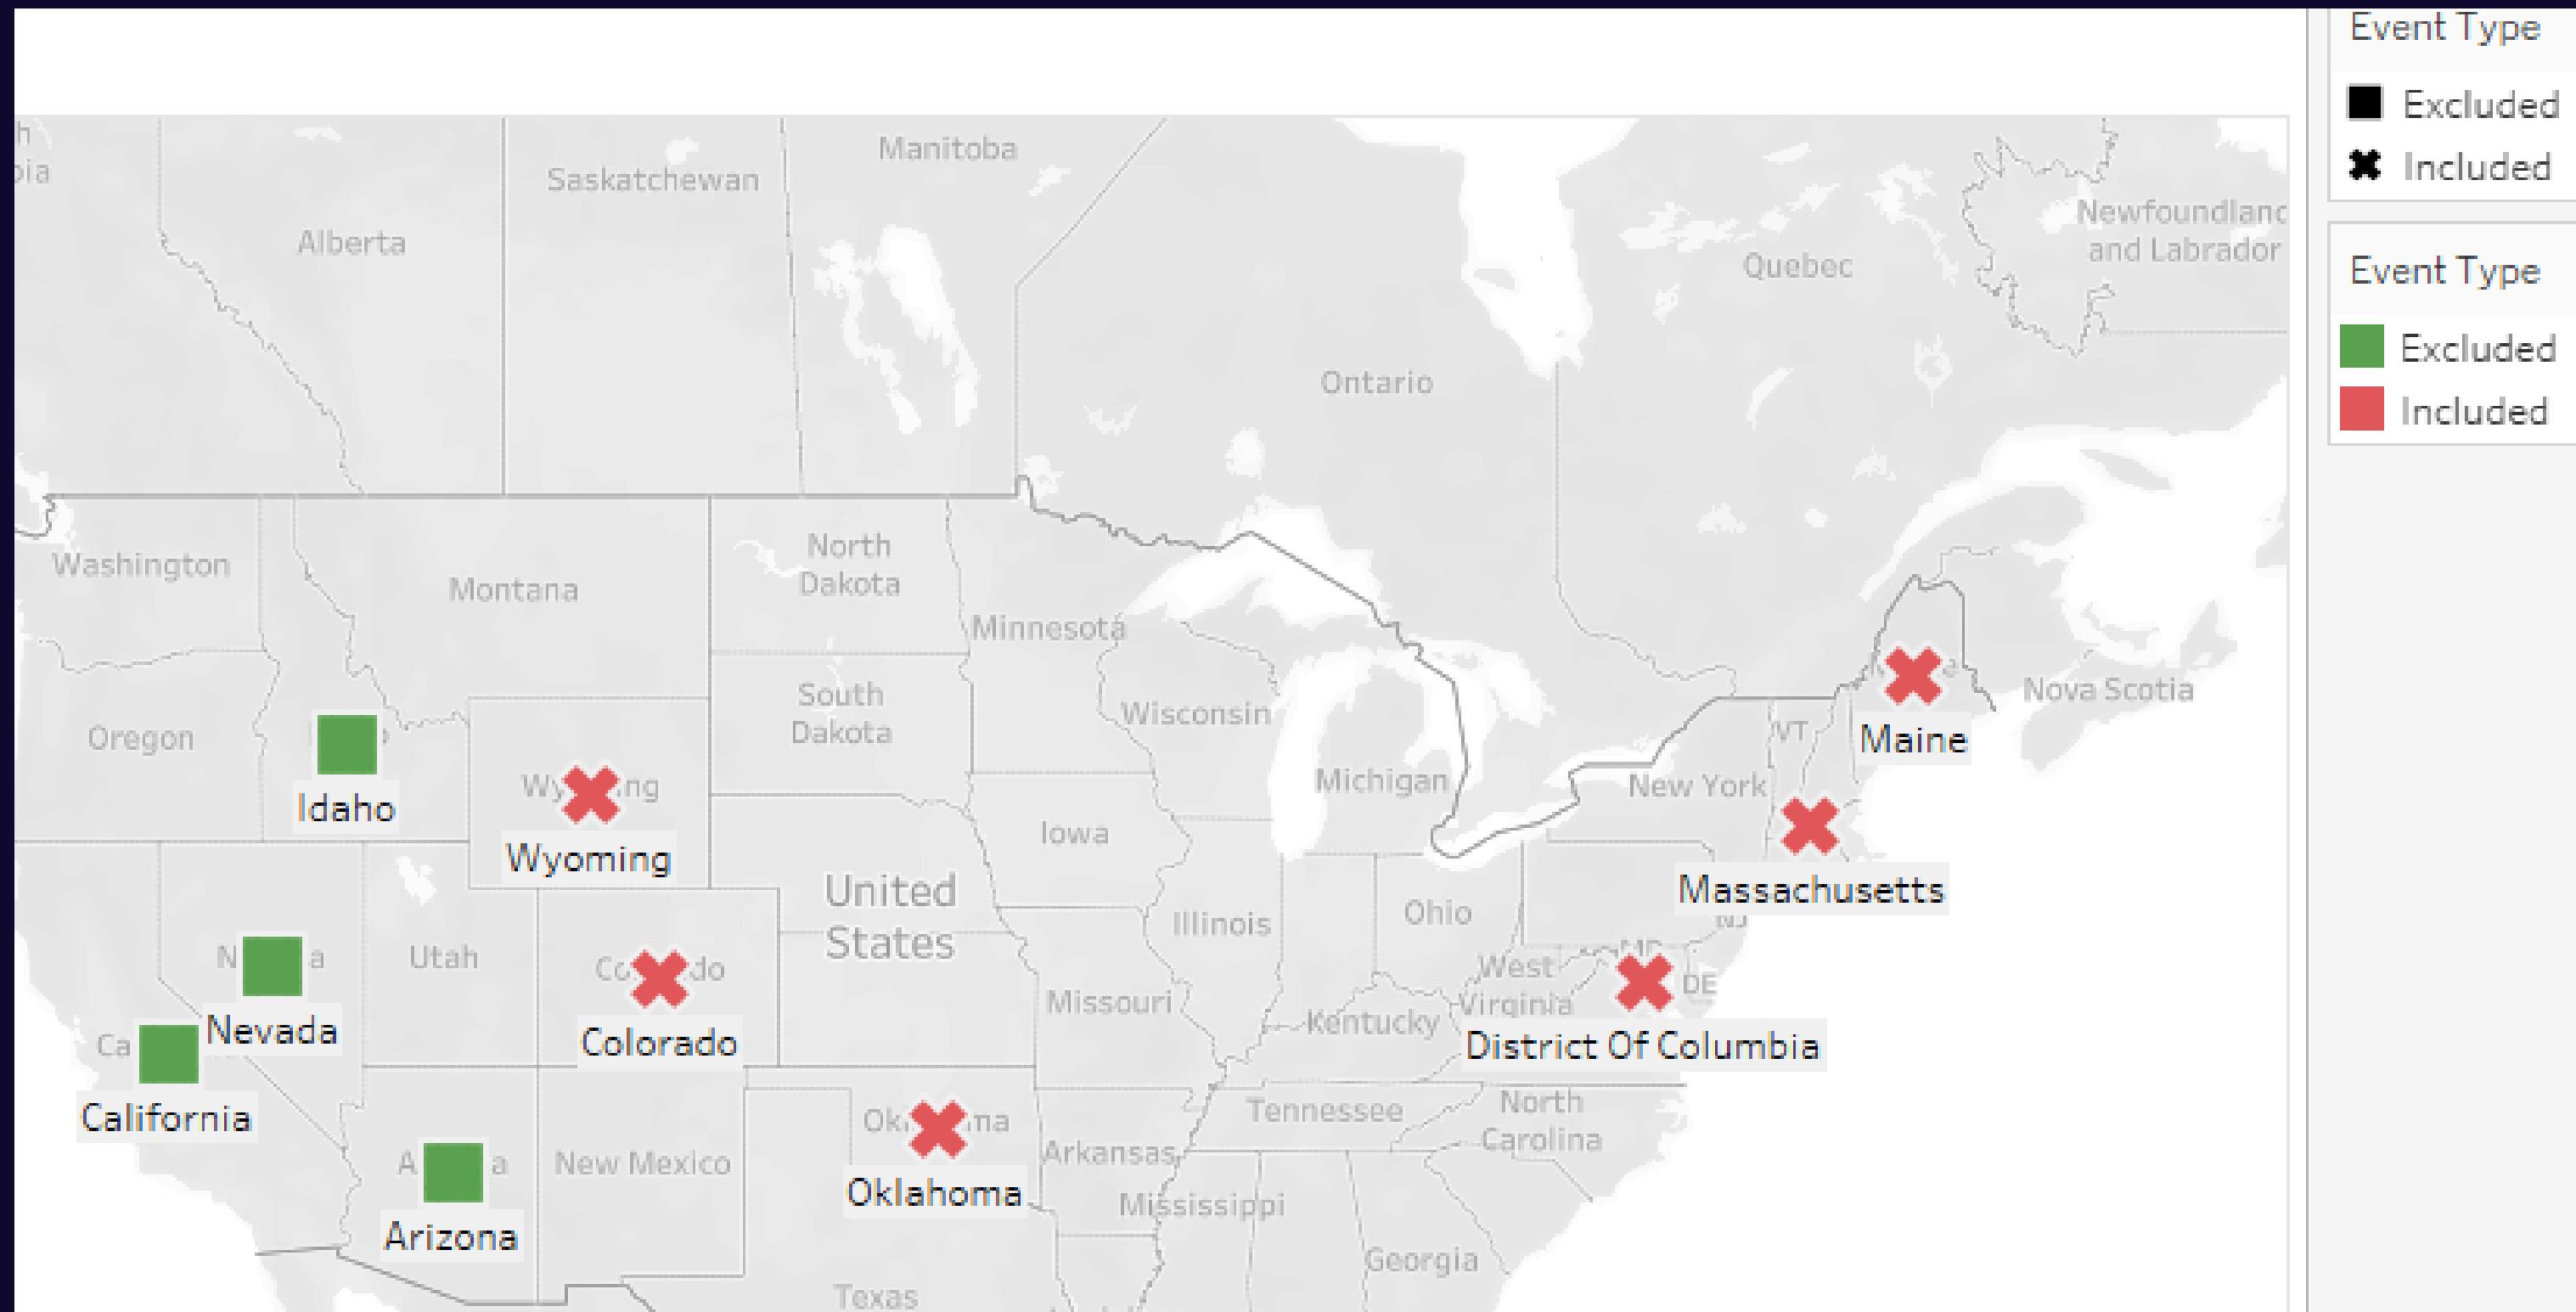 Event Type
Excluded
Included
Event Type
Excluded
Included
Manitoba
Saskatchewan
Alberta
Newfoundland
and Labrador
Quebec
Ontario
Washington
Montana
North
Dakota
Minnesota
South
Dakota
Wisconsin
Oregon
Idaho
Wyoming
Michigan
New York
VT
Maine
Nova Scotia
Iowa
Massachusetts
United
States
Illinois
Ohio
NJ
Utah
Nevada
Colorado
Missouri
West
Virginia
MD
DE
Kentucky
District Of Columbia
California
Arizona
New Mexico
Oklahoma
Arkansas
Tennessee
North
Carolina
Mississippi
Georgia
Texas